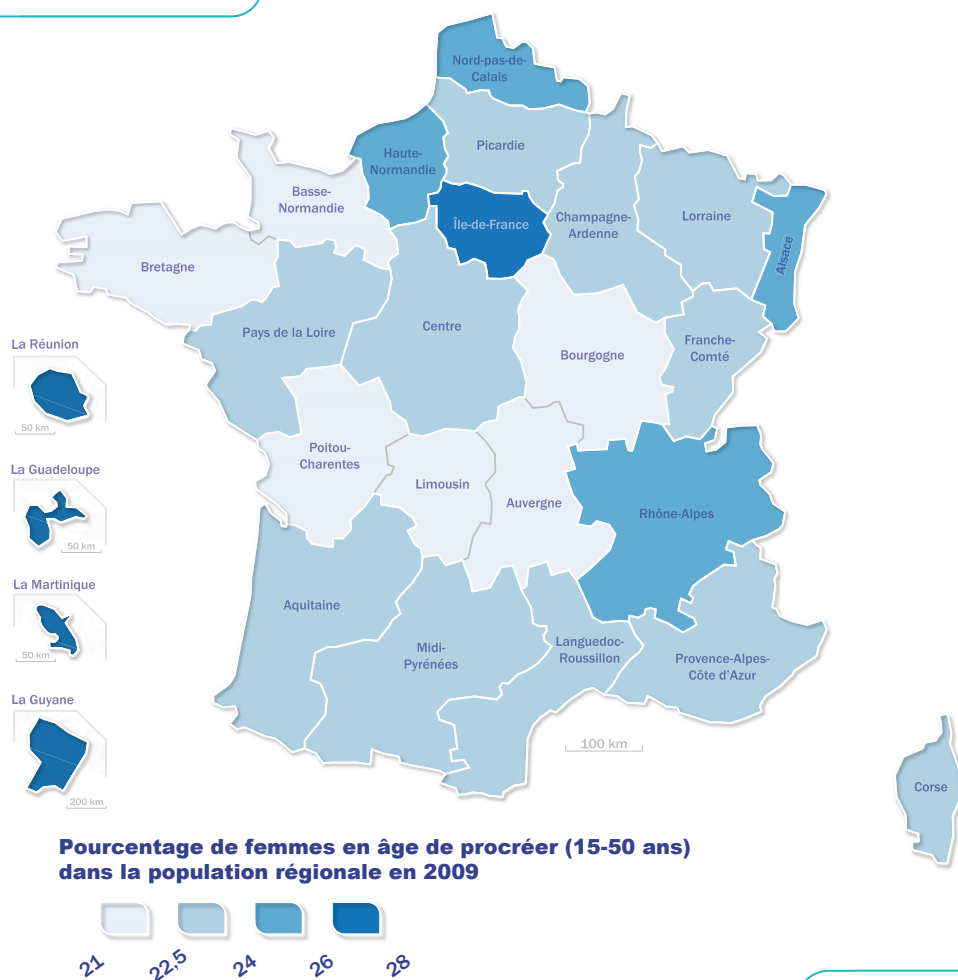 Nord-pas-de-
Calais
Picardie
Haute-
Normandie
Basse-
Normandie
Île-de-France
Champagne-
Ardenne
Lorraine
Alsace
Bretagne
Pays de la Loire
Centre
Bourgogne
Franche-
Comté
Poitou-
Charentes
Limousin
Auvergne
Rhône-Alpes
Aquitaine
Midi-
Pyrénées
Languedoc-
Roussillon
Provence-Alpes-
Côte d'Azur
Corse
100 km
La Réunion
50 km
La Guadeloupe
50 km
La Martinique
50 km
La Guyane
200 km
Pourcentage de femmes en âge de procréer (15-50 ans)
dans la population régionale en 2009
21 22,5 24 26 28